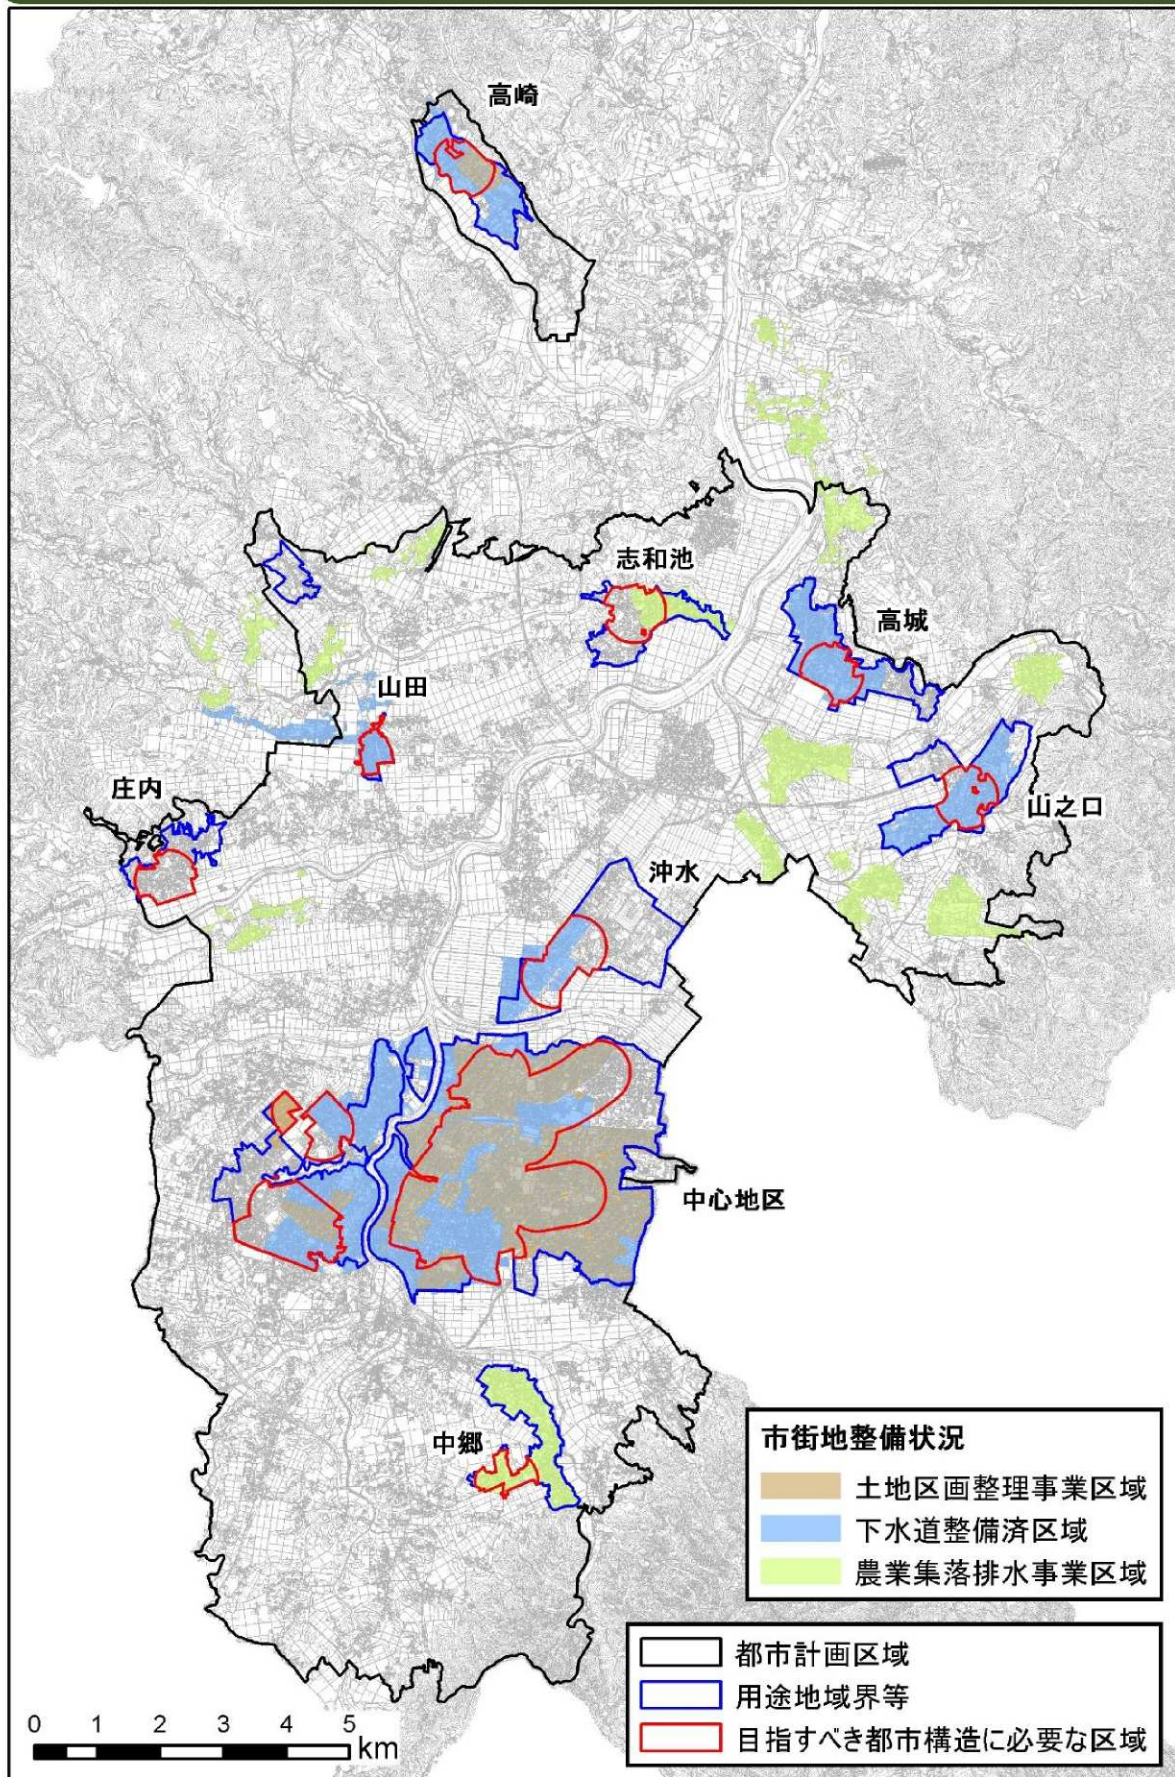 高崎
志和池
高城
山田
庄内
山之口
沖水
中心地区
中郷
市街地整備状況
土地区画整理事業区域
下水道整備済区域
農業集落排水事業区域
都市計画区域
用途地域界等
目指すべき都市構造に必要な区域
0 1 2 3 4 5
km